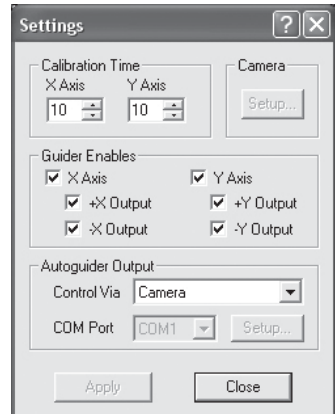 Settings
Calibration Time
Camera
X Axis Y Axis
10 10 Setup...
Guider Enables
X Axis Y Axis
+X Output +Y Output
-X Output -Y Output
Autoguider Output
Control Via Camera
COM Port COM1 Setup...
Apply Close